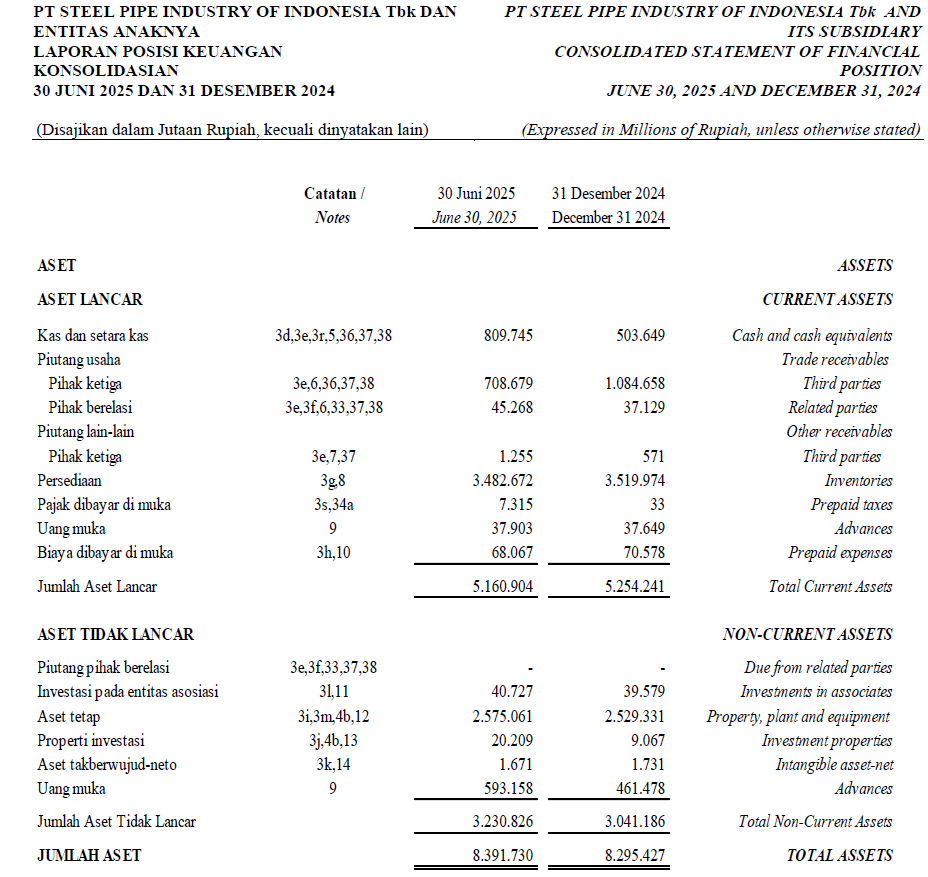 PT STEEL PIPE INDUSTRY OF INDONESIA Tbk DAN PT STEEL PIPE INDUSTRY OF INDONESIA Tbk AND
ENTITAS ANAKNYA ITS SUBSIDIARY
LAPORAN POSISI KEUANGAN CONSOLIDATED STATEMENT OF FINANCIAL
KONSOLIDASIAN POSITION
30 JUNI 2025 DAN 31 DESEMBER 2024 JUNE 30, 2025 AND DECEMBER 31, 2024
(Disajikan dalam Jutaan Rupiah, kecuali dinyatakan lain) (Expressed in Millions of Rupiah, unless otherwise stated)
Catatan / 30 Juni 2025 31 Desember 2024
Notes June 30, 2025 December 31 2024
ASET ASSETS
ASET LANCAR CURRENT ASSETS
Kas dan setara kas 3d,3e,3r,5,36,37,38 809.745 503.649 Cash and cash equivalents
Piutang usaha Trade receivables
Pihak ketiga 3e,6,36,37,38 708.679 1.084.658 Third parties
Pihak berelasi 3e,3f,6,33,37,38 45.268 37.129 Related parties
Piutang lain-lain Other receivables
Pihak ketiga 3e,7,37 1.255 571 Third parties
Persediaan 3g,8 3.482.672 3.519.974 Inventories
Pajak dibayar di muka 3s,34a 7.315 33 Prepaid taxes
Uang muka 9 37.903 37.649 Advances
Biaya dibayar di muka 3h,10 68.067 70.578 Prepaid expenses
Jumlah Aset Lancar 5.160.904 5.254.241 Total Current Assets
ASET TIDAK LANCAR NON-CURRENT ASSETS
Piutang pihak berelasi 3e,3f,33,37,38 - - Due from related parties
Investasi pada entitas asosiasi 3l,11 40.727 39.579 Investments in associates
Aset tetap 3i,3m,4b,12 2.575.061 2.529.331 Property, plant and equipment
Properti investasi 3j,4b,13 20.209 9.067 Investment properties
Aset takberwujud-neto 3k,14 1.671 1.731 Intangible asset-net
Uang muka 9 593.158 461.478 Advances
Jumlah Aset Tidak Lancar 3.230.826 3.041.186 Total Non-Current Assets
JUMLAH ASET 8.391.730 8.295.427 TOTAL ASSETS